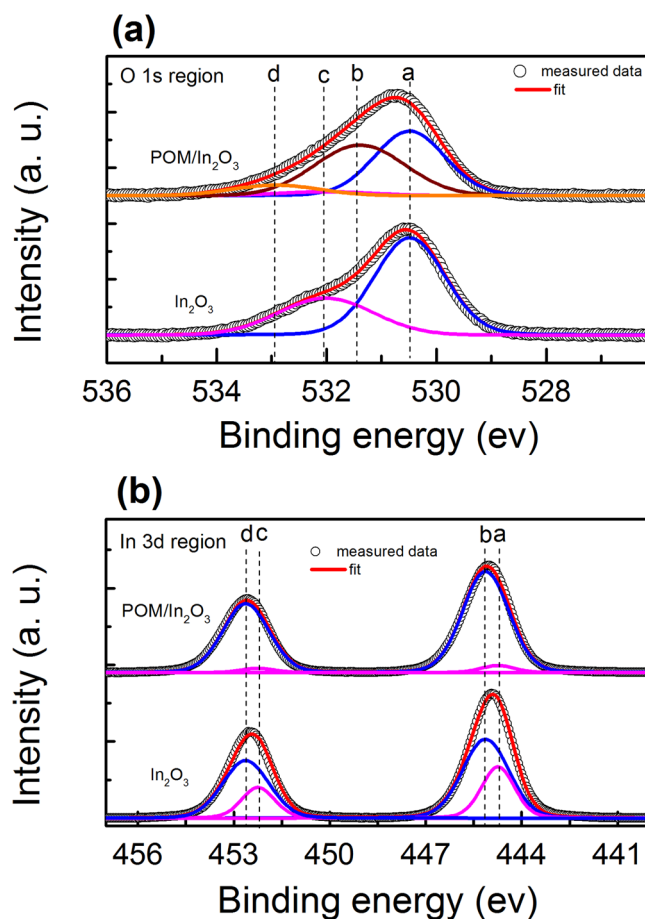 (a)
O 1s region
d c b a
measured data
fit
POM/In₂O₃
In₂O₃
Intensity (a. u.)
536 534 532 530 528
Binding energy (ev)
(b)
In 3d region
d c b a
measured data
fit
POM/In₂O₃
In₂O₃
Intensity (a. u.)
456 453 450 447 444 441
Binding energy (ev)